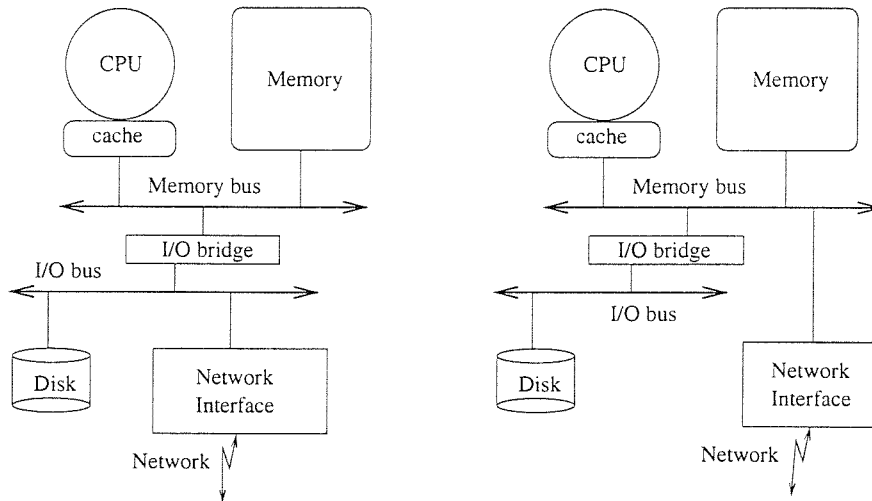 CPU
Memory
cache
Memory bus
I/O bridge
I/O bus
Disk
Network
Interface
Network
CPU
Memory
cache
Memory bus
I/O bridge
I/O bus
Disk
Network
Interface
Network